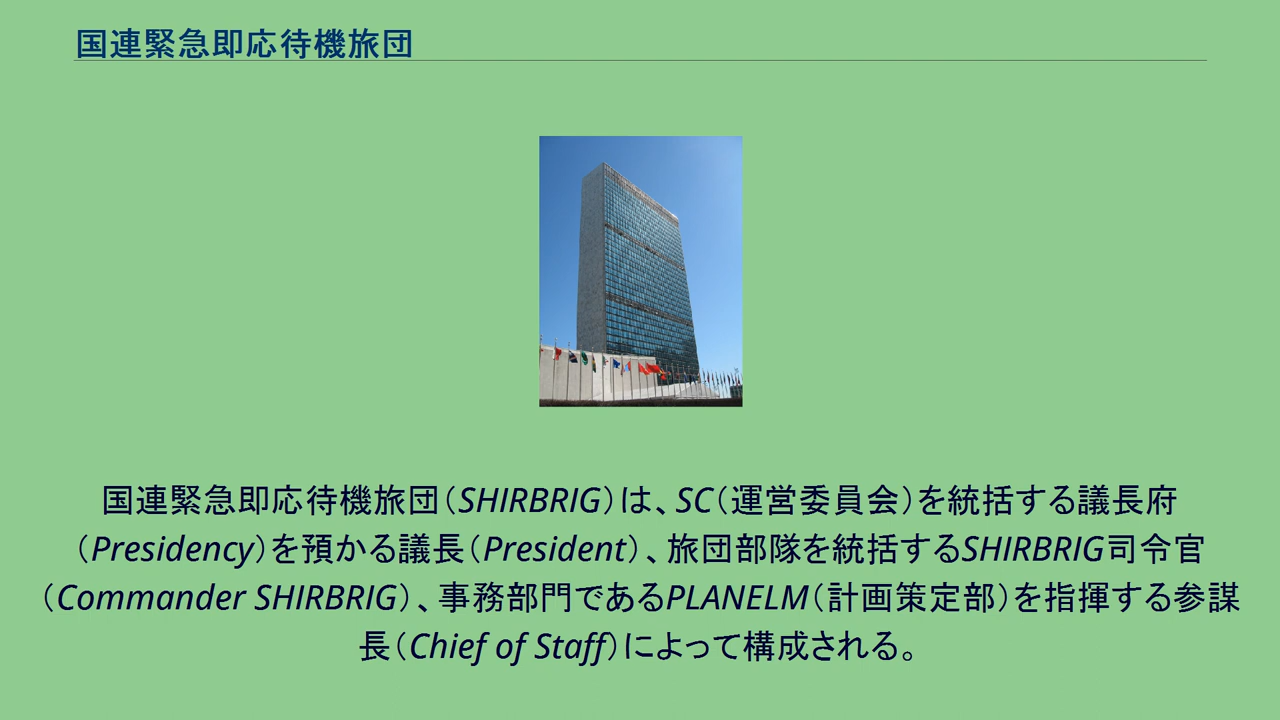 国連緊急即応待機旅団
国連緊急即応待機旅団（SHIRBRIG）は、SC（運営委員会）を統括する議長府
（Presidency）を預かる議長（President）、旅団部隊を統括するSHIRBRIG司令官
（Commander SHIRBRIG）、事務部門であるPLANELM（計画策定部）を指揮する参謀
長（Chief of Staff）によって構成される。